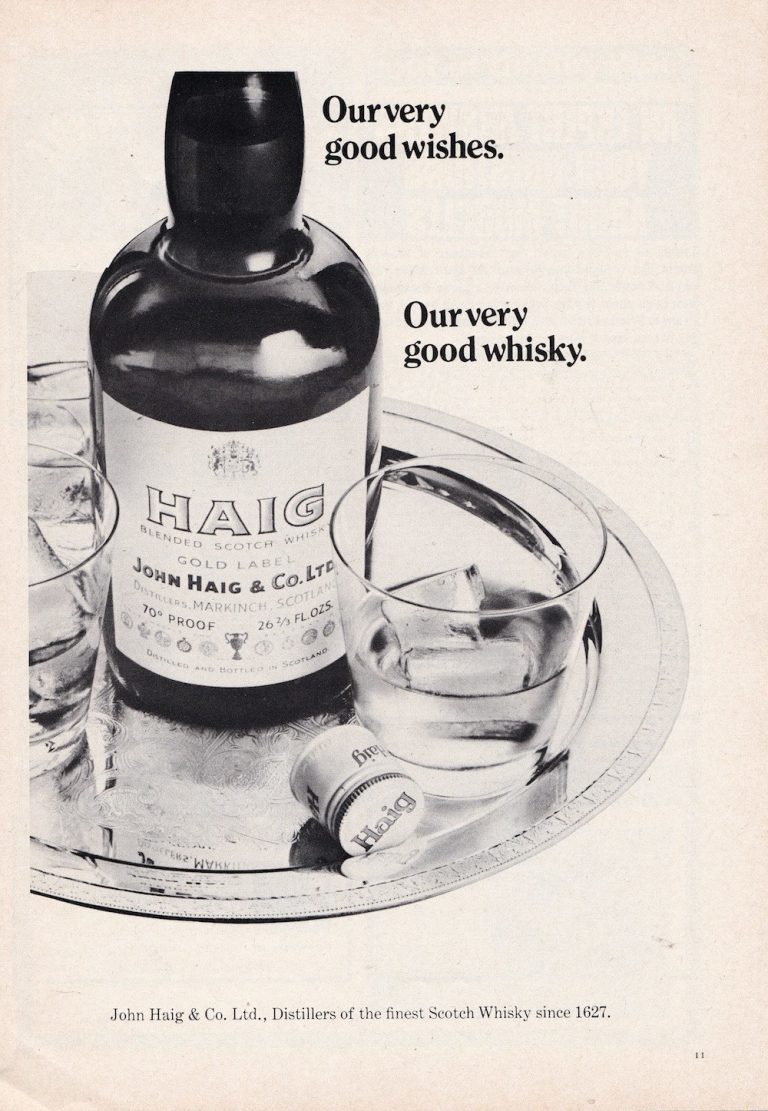 Our very
good wishes.
Our very
good whisky.
HAIG
BLENDED SCOTCH WHISKY
GOLD LABEL
JOHN HAIG & CO. LTD.
DISTILLERS, MARKINCH, SCOTLAND
70° PROOF 26 2/3 FL.OZS.
DISTILLED AND BOTTLED IN SCOTLAND
Haig
Haig
John Haig & Co. Ltd., Distillers of the finest Scotch Whisky since 1627.
11